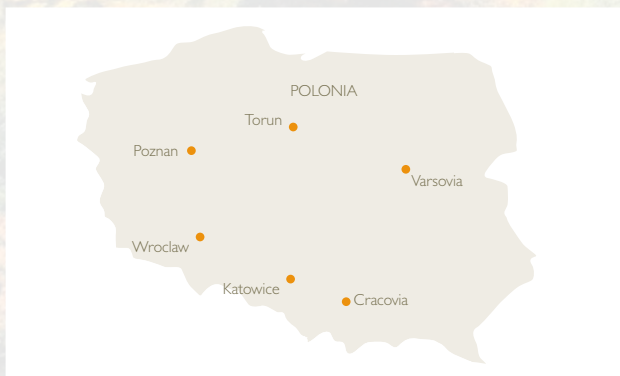 POLONIA
Torun
Poznan
Varsovia
Wroclaw
Katowice
Cracovia